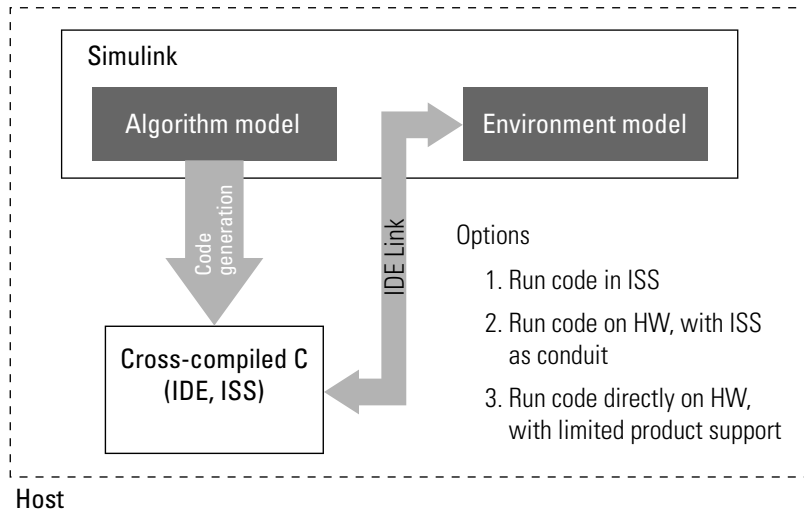 Simulink
Algorithm model
Environment model
Code
generation
IDE Link
Cross-compiled C
(IDE, ISS)
Options
1. Run code in ISS
2. Run code on HW, with ISS
as conduit
3. Run code directly on HW,
with limited product support
Host